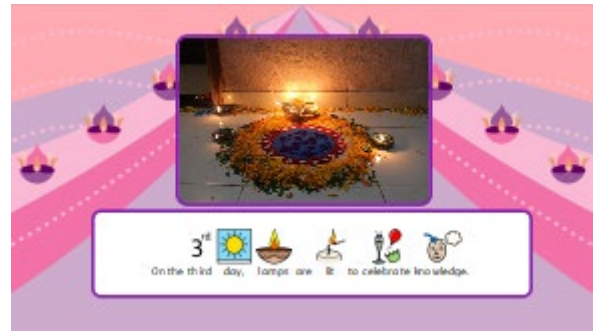 3rd
On the third day, lamps are lit to celebrate knowledge.